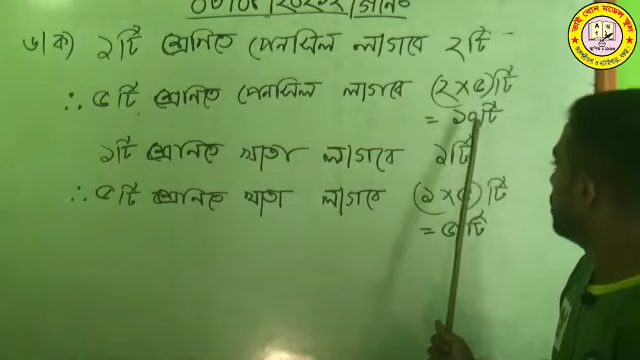 ৬। ক) ১টি শ্রেণিতে পেনসিল লাগবে ২টি
∴ ৫টি শ্রেণিতে পেনসিল লাগবে (২×৫)টি
= ১০টি
১টি শ্রেণিতে খাতা লাগবে ১টি
∴ ৫টি শ্রেণিতে খাতা লাগবে (১×৫)টি
= ৫টি